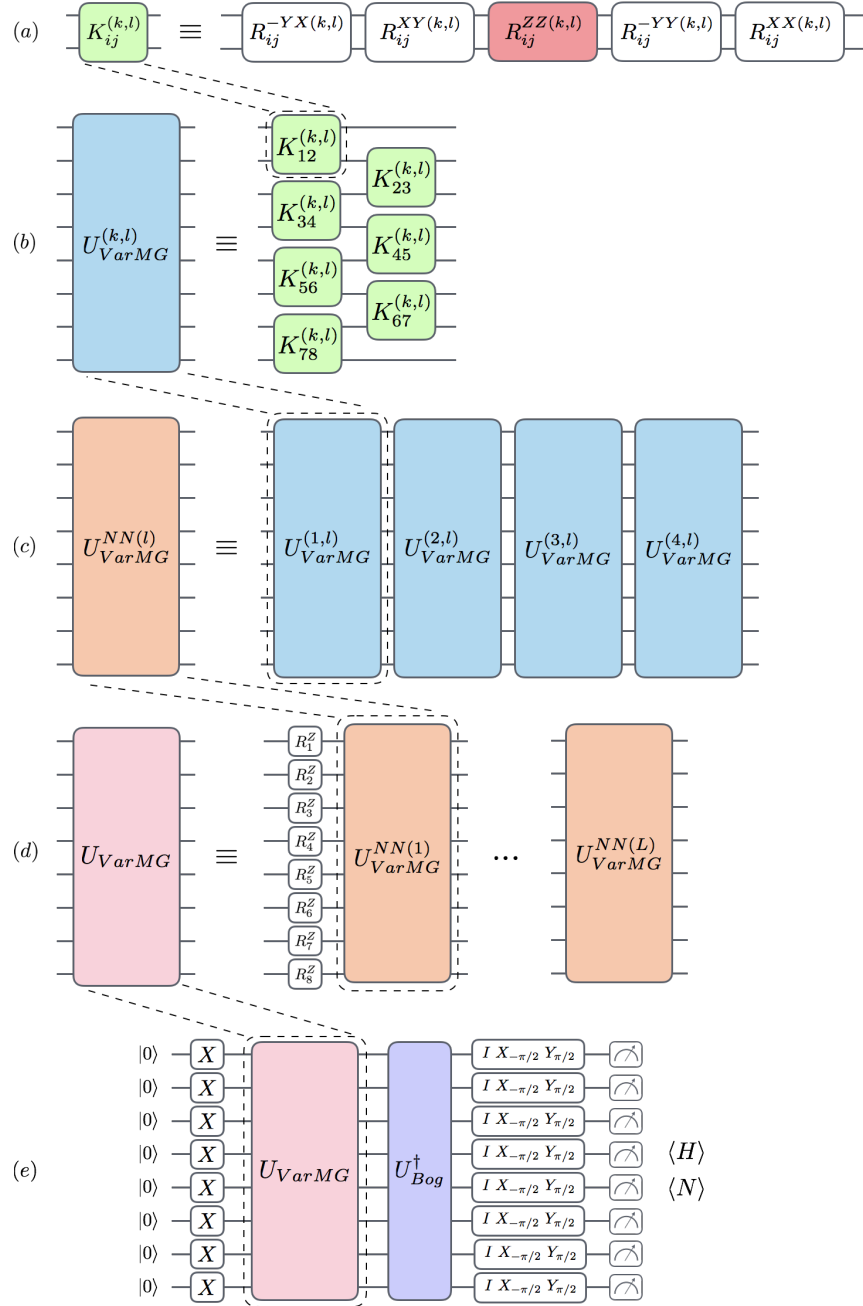 (a) K_{ij}^{(k,l)} ≡ R_{ij}^{-YX(k,l)} R_{ij}^{XY(k,l)} R_{ij}^{ZZ(k,l)} R_{ij}^{-YY(k,l)} R_{ij}^{XX(k,l)}
K_{12}^{(k,l)}
K_{23}^{(k,l)}
K_{34}^{(k,l)}
(b) U_{VarMG}^{(k,l)} ≡ K_{45}^{(k,l)}
K_{56}^{(k,l)}
K_{67}^{(k,l)}
K_{78}^{(k,l)}
(c) U_{VarMG}^{NN(l)} ≡ U_{VarMG}^{(1,l)} U_{VarMG}^{(2,l)} U_{VarMG}^{(3,l)} U_{VarMG}^{(4,l)}
R_1^Z
R_2^Z
R_3^Z
R_4^Z
(d) U_{VarMG} ≡ U_{VarMG}^{NN(1)} ... U_{VarMG}^{NN(L)}
R_5^Z
R_6^Z
R_7^Z
R_8^Z
|0⟩ X I X_{-π/2} Y_{π/2}
|0⟩ X I X_{-π/2} Y_{π/2}
|0⟩ X I X_{-π/2} Y_{π/2}
|0⟩ X I X_{-π/2} Y_{π/2} ⟨H⟩
(e) U_{VarMG} U_{Bog}^†
|0⟩ X I X_{-π/2} Y_{π/2} ⟨N⟩
|0⟩ X I X_{-π/2} Y_{π/2}
|0⟩ X I X_{-π/2} Y_{π/2}
|0⟩ X I X_{-π/2} Y_{π/2}